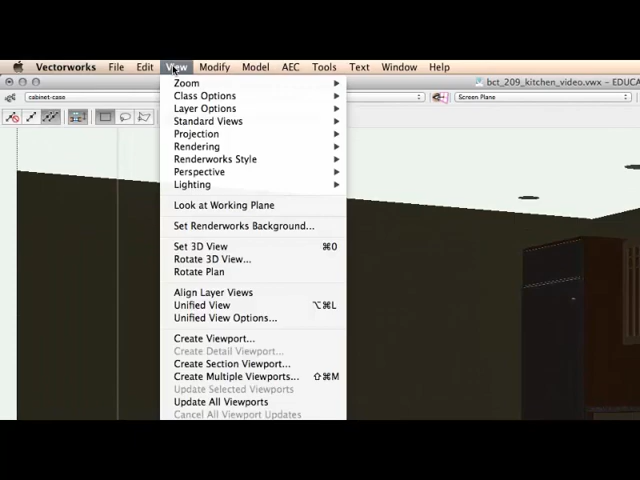 Vectorworks File Edit View Modify Model AEC Tools Text Window Help
bct_209_kitchen_video.vwx – EDUCA
cabinet-case
Screen Plane
Zoom
Class Options
Layer Options
Standard Views
Projection
Rendering
Renderworks Style
Perspective
Lighting
Look at Working Plane
Set Renderworks Background...
Set 3D View ⌘0
Rotate 3D View...
Rotate Plan
Align Layer Views
Unified View ⌥⌘L
Unified View Options...
Create Viewport...
Create Detail Viewport...
Create Section Viewport...
Create Multiple Viewports... ⇧⌘M
Update Selected Viewports
Update All Viewports
Cancel All Viewport Updates